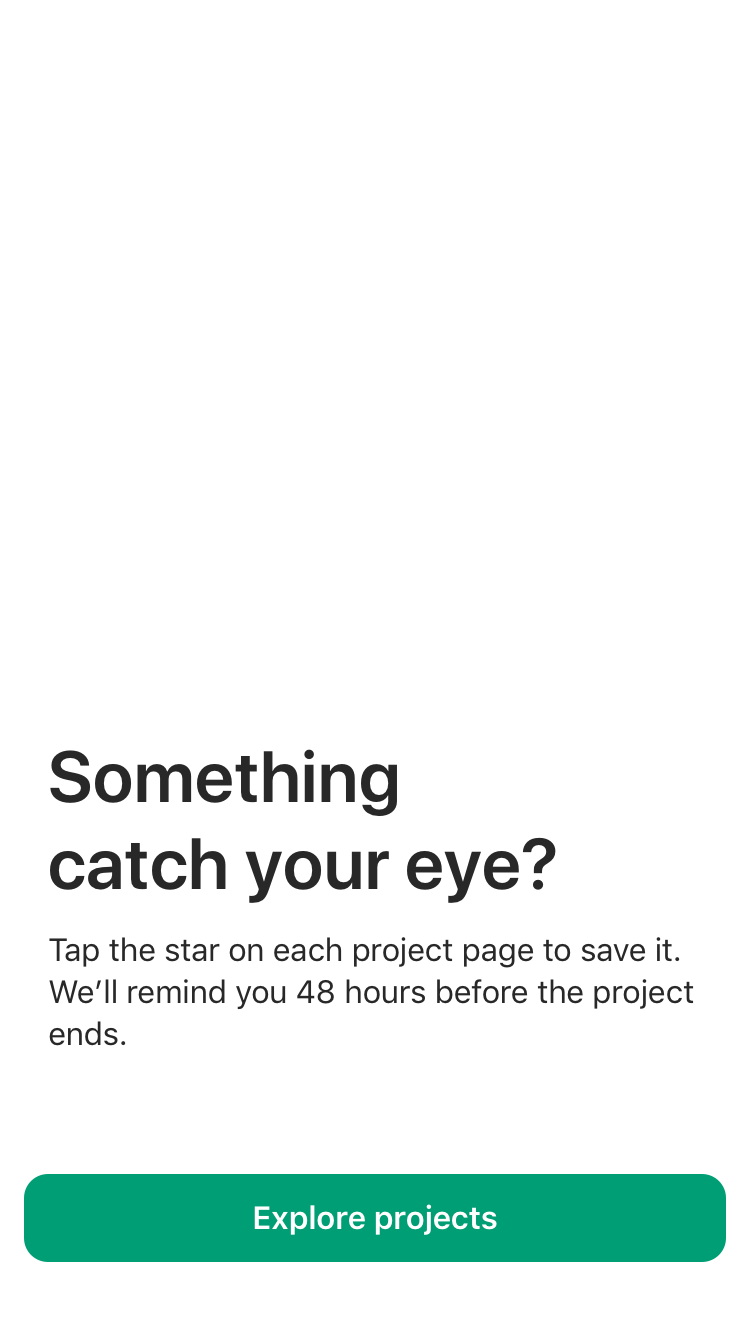 Something
catch your eye?
Tap the star on each project page to save it.
We’ll remind you 48 hours before the project
ends.
Explore projects